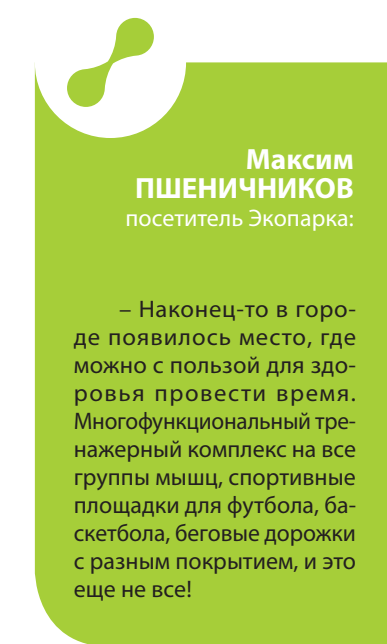 Максим
ПШЕНИЧНИКОВ
посетитель Экопарка:
– Наконец-то в горо-
де появилось место, где
можно с пользой для здо-
ровья провести время.
Многофункциональный тре-
нажерный комплекс на все
группы мышц, спортивные
площадки для футбола, ба-
скетбола, беговые дорожки
с разным покрытием, и это
еще не все!